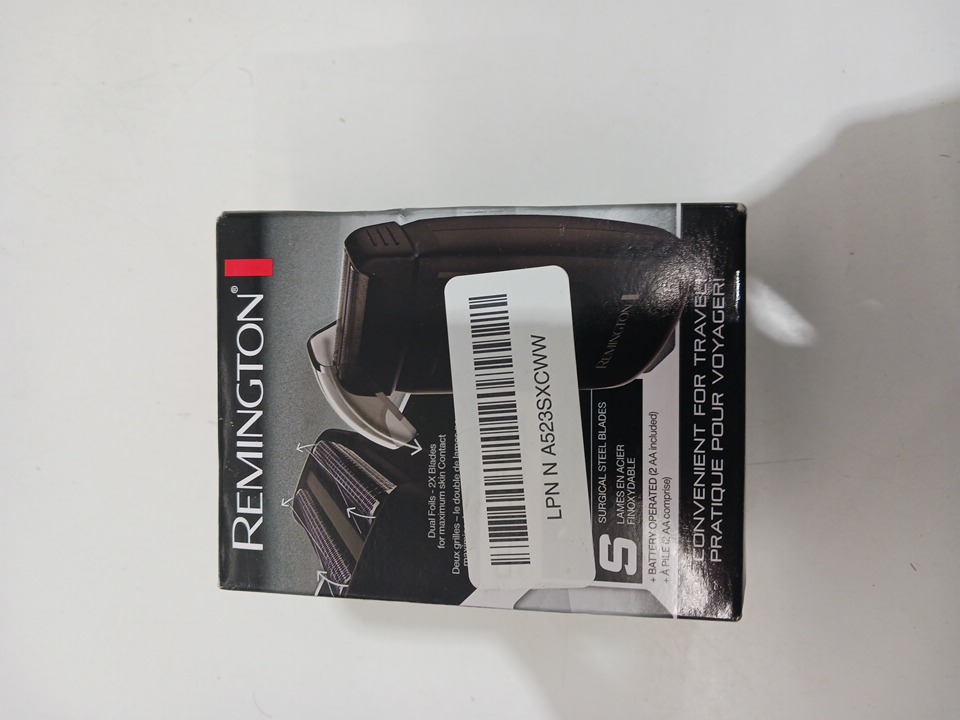 REMINGTON®
Dual Foils - 2X Blades
for maximum skin Contact
Deux grilles – le double de lames
LPN N A523SXCWW
REMINGTON
S
SURGICAL STEEL BLADES
LAMES EN ACIER
FINOXYDABLE
+ BATTERY OPERATED (2 AA included)
+ À PILE (2 AA comprise)
CONVENIENT FOR TRAVEL!
PRATIQUE POUR VOYAGER!